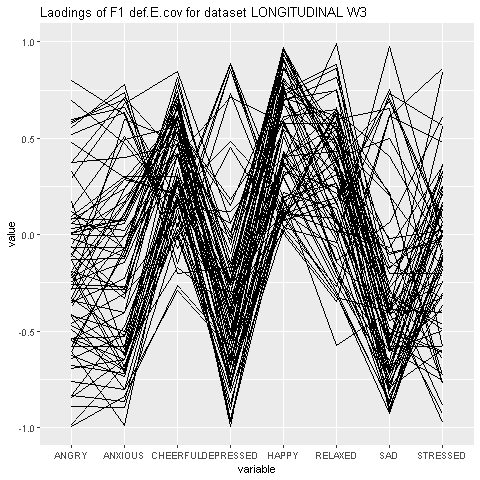 Laodings of F1 def.E.cov for dataset LONGITUDINAL W3
1.0
0.5
0.0
-0.5
-1.0
value
ANGRY ANXIOUS CHEERFULDEPRESSED HAPPY RELAXED SAD STRESSED
variable